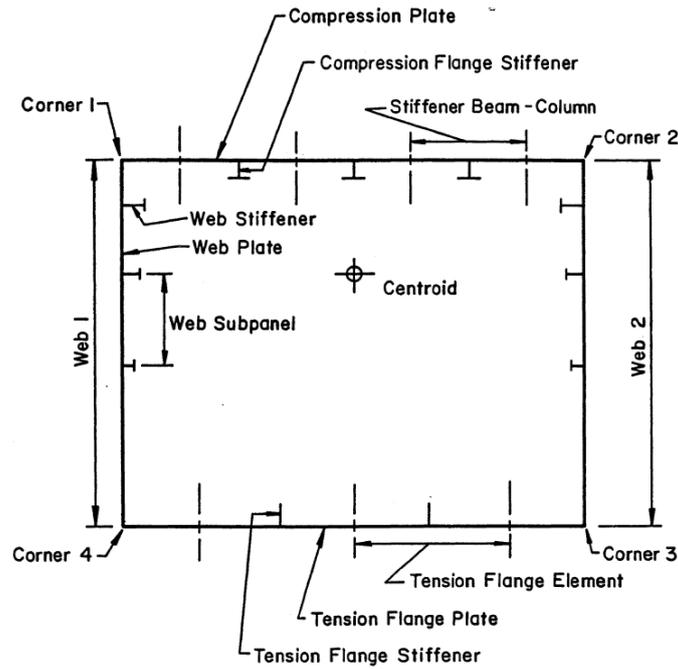 Compression Plate
Compression Flange Stiffener
Corner 1
Stiffener Beam-Column
Corner 2
Web Stiffener
Web Plate
Centroid
Web Subpanel
Web 1
Web 2
Corner 4
Corner 3
Tension Flange Element
Tension Flange Plate
Tension Flange Stiffener